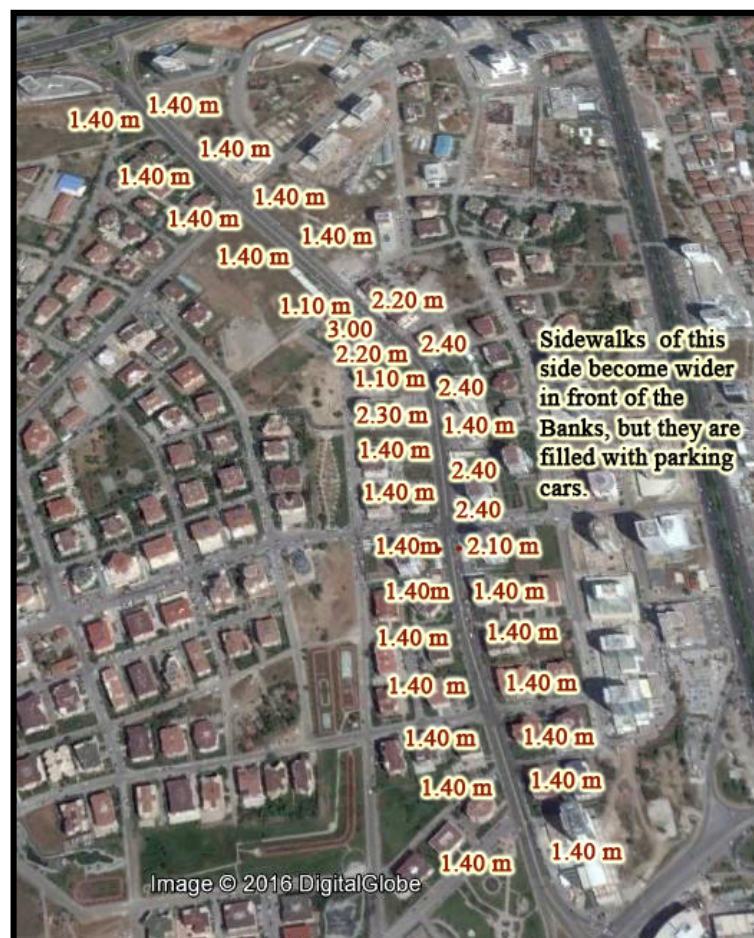 1.40 m
1.40 m
1.40 m
1.40 m
1.40 m
1.40 m
1.40 m
1.40 m
1.10 m
2.20 m
3.00
2.20 m
2.40
1.10 m
2.40
2.30 m
1.40 m
1.40 m
2.40
1.40 m
2.40
1.40m
2.10 m
1.40m
1.40 m
1.40 m
1.40 m
1.40 m
1.40 m
1.40 m
1.40 m
1.40 m
1.40 m
1.40 m
1.40 m
Sidewalks of this
side become wider
in front of the
Banks, but they are
filled with parking
cars.
Image © 2016 DigitalGlobe